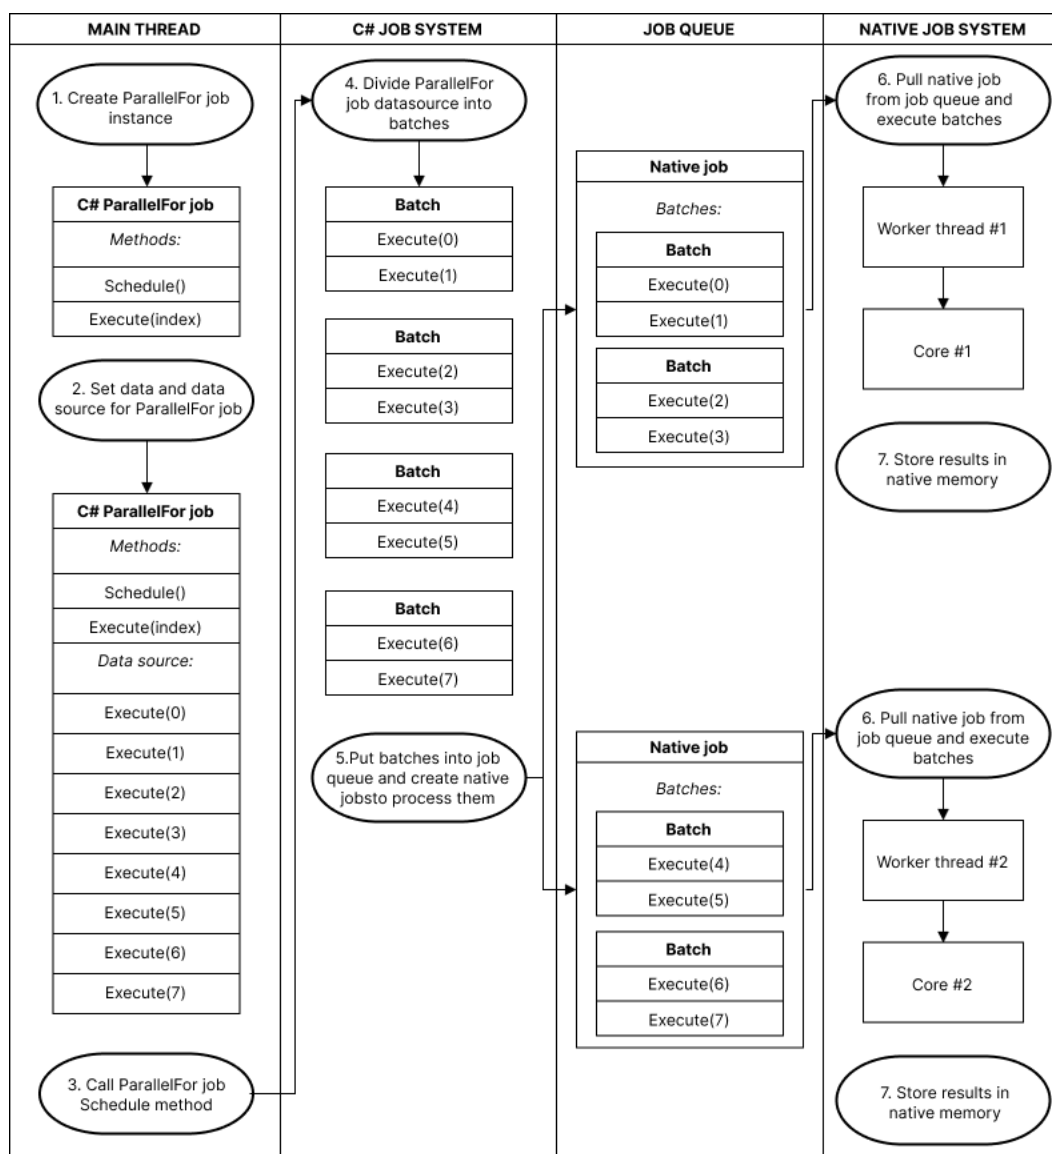 MAIN THREAD
1. Create ParallelFor job
instance
C# ParallelFor job
Methods:
Schedule()
Execute(index)
2. Set data and data
source for ParallelFor job
C# ParallelFor job
Methods:
Schedule()
Execute(index)
Data source:
Execute(0)
Execute(1)
Execute(2)
Execute(3)
Execute(4)
Execute(5)
Execute(6)
Execute(7)
3. Call ParallelFor job
Schedule method
C# JOB SYSTEM
4. Divide ParallelFor
job datasource into
batches
Batch
Execute(0)
Execute(1)
Batch
Execute(2)
Execute(3)
Batch
Execute(4)
Execute(5)
Batch
Execute(6)
Execute(7)
5.Put batches into job
queue and create native
jobsto process them
JOB QUEUE
Native job
Batches:
Batch
Execute(0)
Execute(1)
Batch
Execute(2)
Execute(3)
Native job
Batches:
Batch
Execute(4)
Execute(5)
Batch
Execute(6)
Execute(7)
NATIVE JOB SYSTEM
6. Pull native job
from job queue and
execute batches
Worker thread #1
Core #1
7. Store results in
native memory
6. Pull native job from
job queue and execute
batches
Worker thread #2
Core #2
7. Store results in
native memory